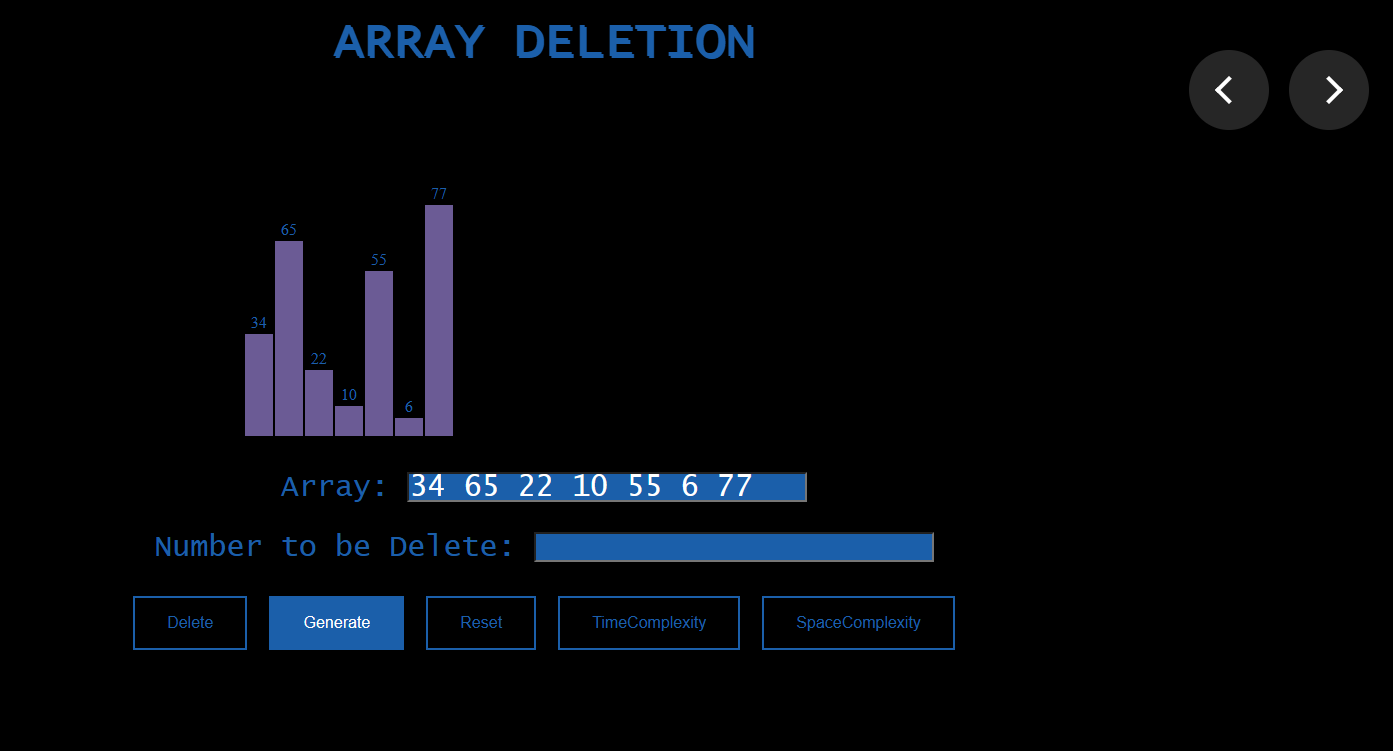 ARRAY DELETION
77
65
55
34
22
10
6
Array: 34 65 22 10 55 6 77
Number to be Delete:
Delete Generate Reset TimeComplexity SpaceComplexity